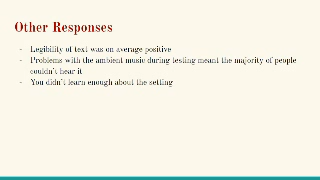 Other Responses
- Legibility of text was on average positive
- Problems with the ambient music during testing meant the majority of people
couldn't hear it
- You didn't learn enough about the setting